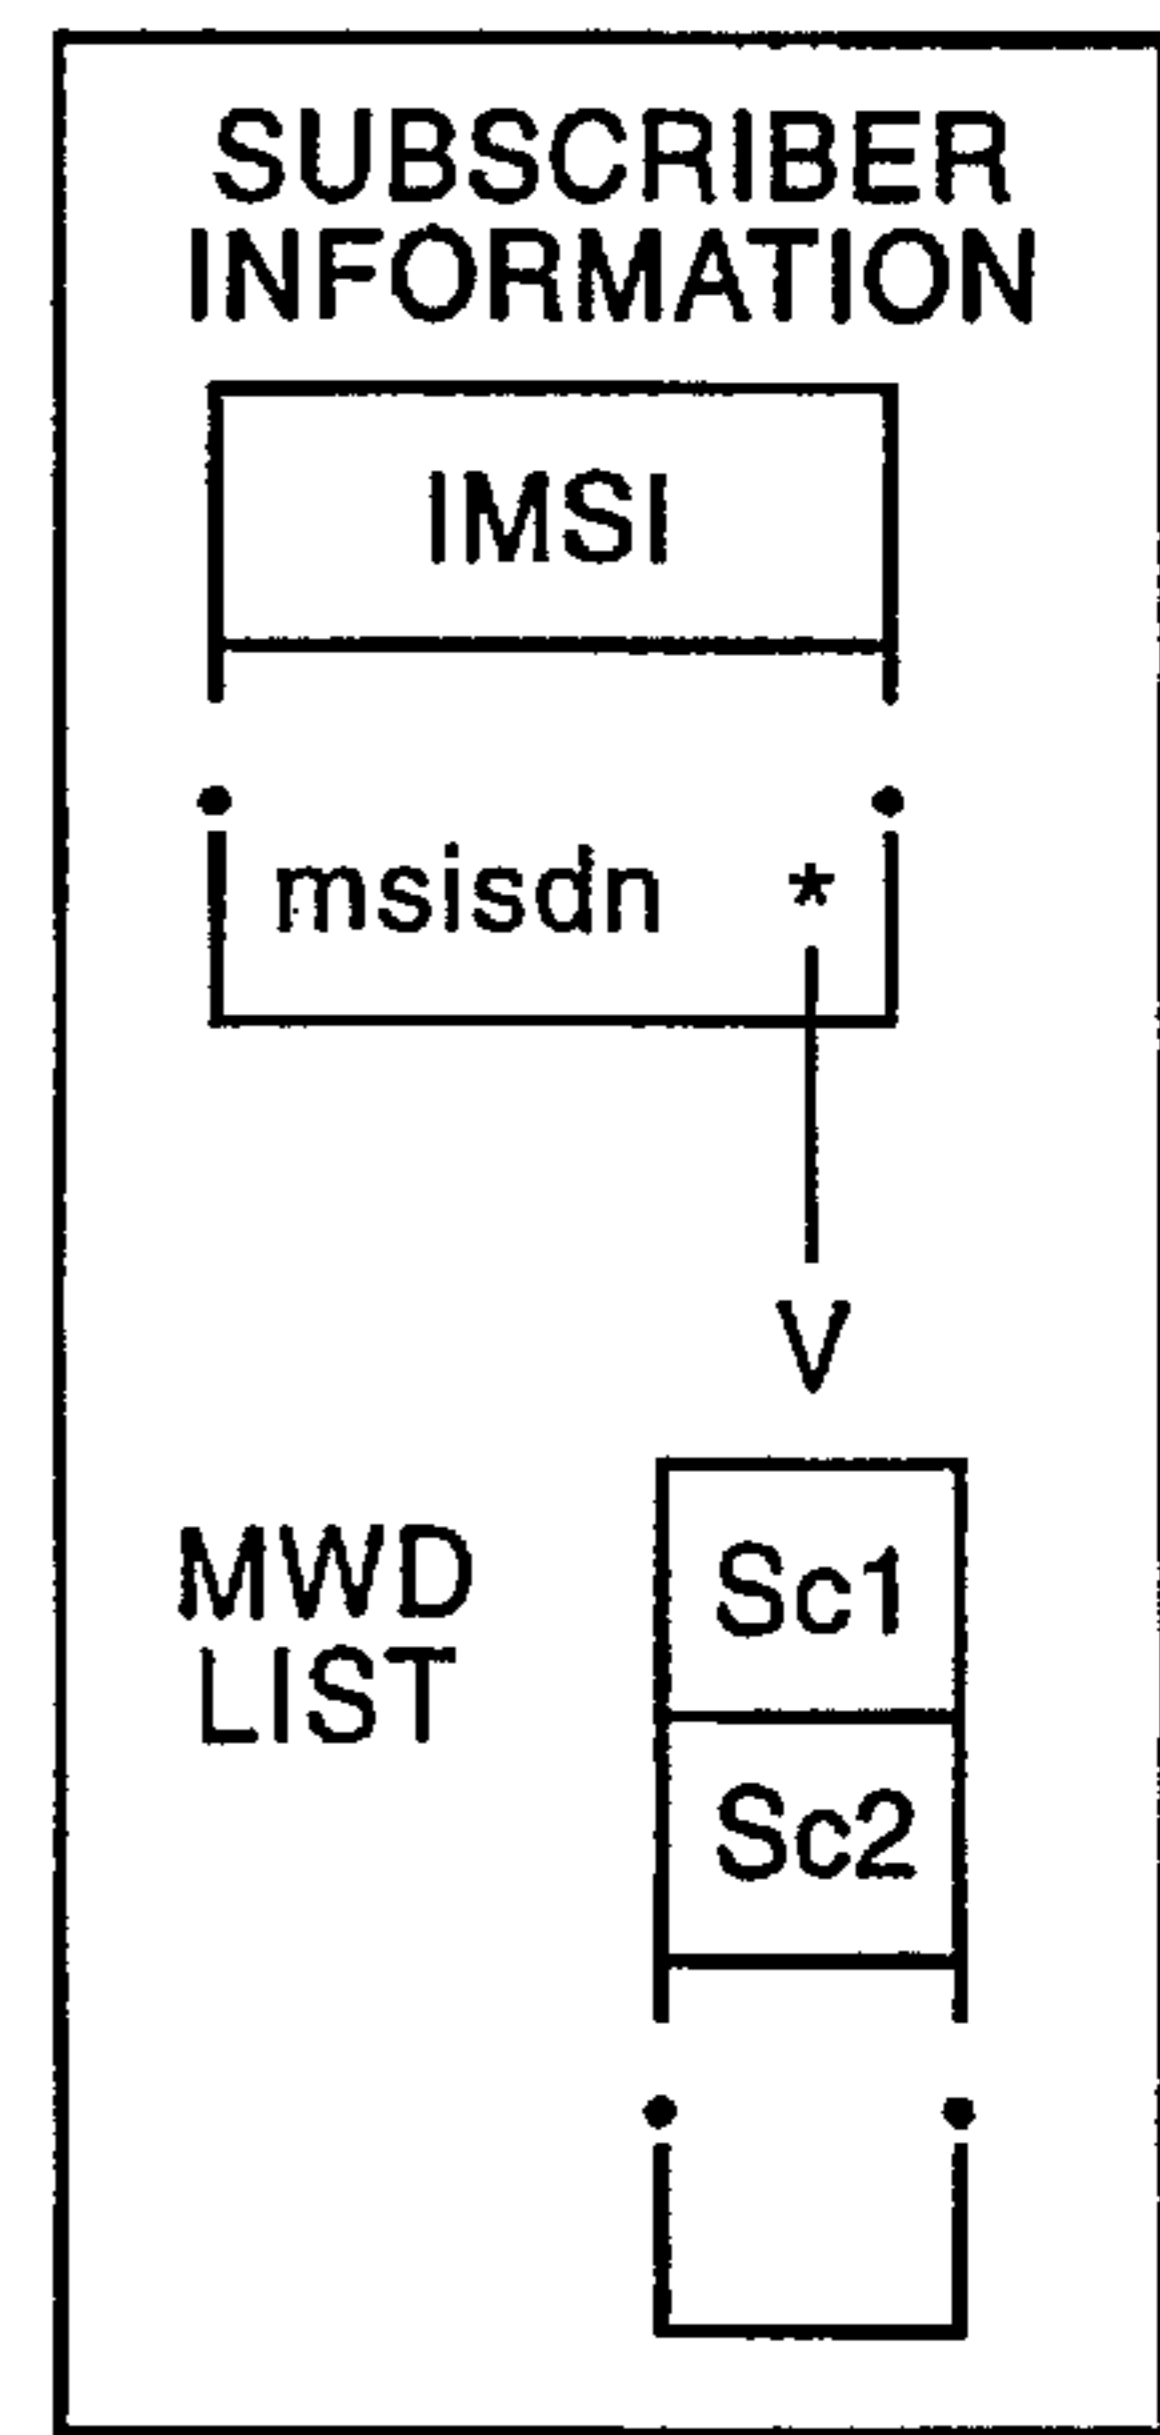 SUBSCRIBER
INFORMATION
IMSI
msisdn *
V
MWD
LIST
Sc1
Sc2